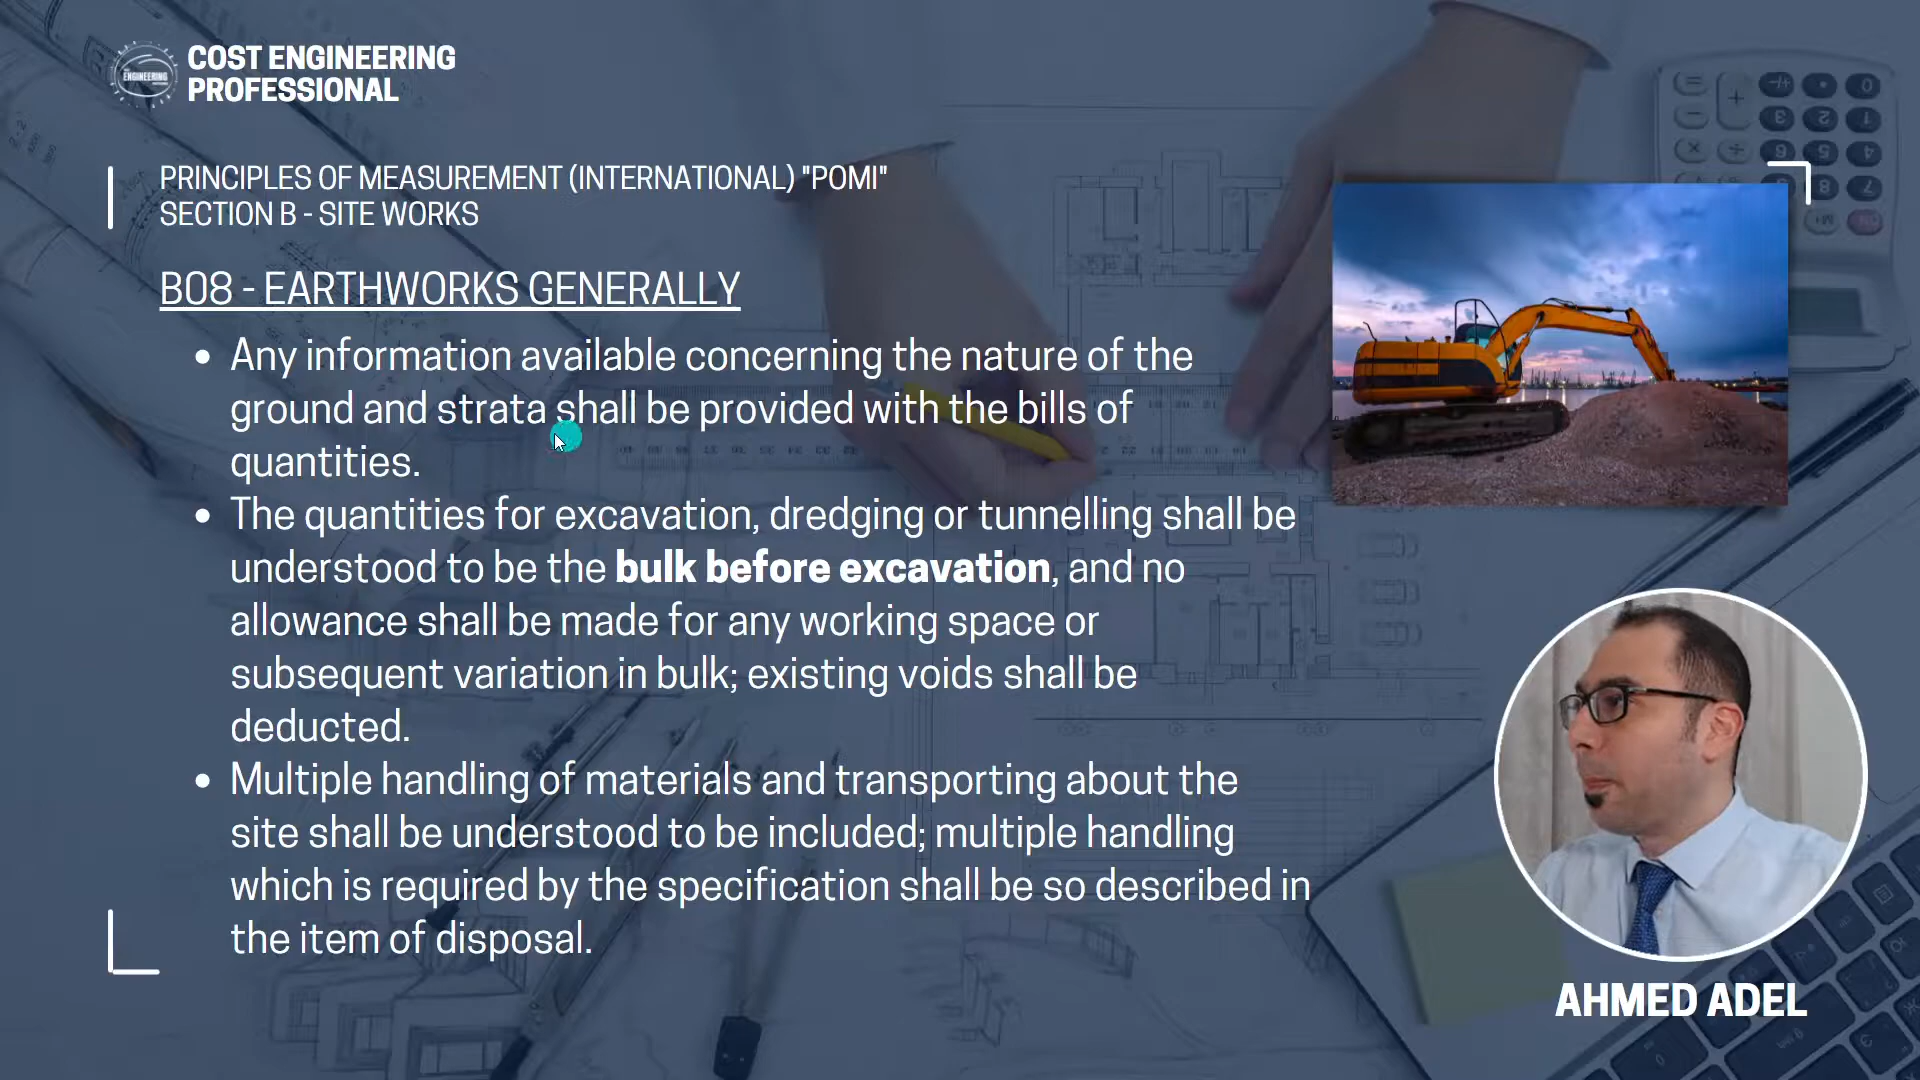 COST ENGINEERING
PROFESSIONAL
ENGINEERING
PRINCIPLES OF MEASUREMENT (INTERNATIONAL) "POMI"
SECTION B - SITE WORKS
B08 - EARTHWORKS GENERALLY
• Any information available concerning the nature of the
ground and strata shall be provided with the bills of
quantities.
• The quantities for excavation, dredging or tunnelling shall be
understood to be the bulk before excavation, and no
allowance shall be made for any working space or
subsequent variation in bulk; existing voids shall be
deducted.
• Multiple handling of materials and transporting about the
site shall be understood to be included; multiple handling
which is required by the specification shall be so described in
the item of disposal.
AHMED ADEL